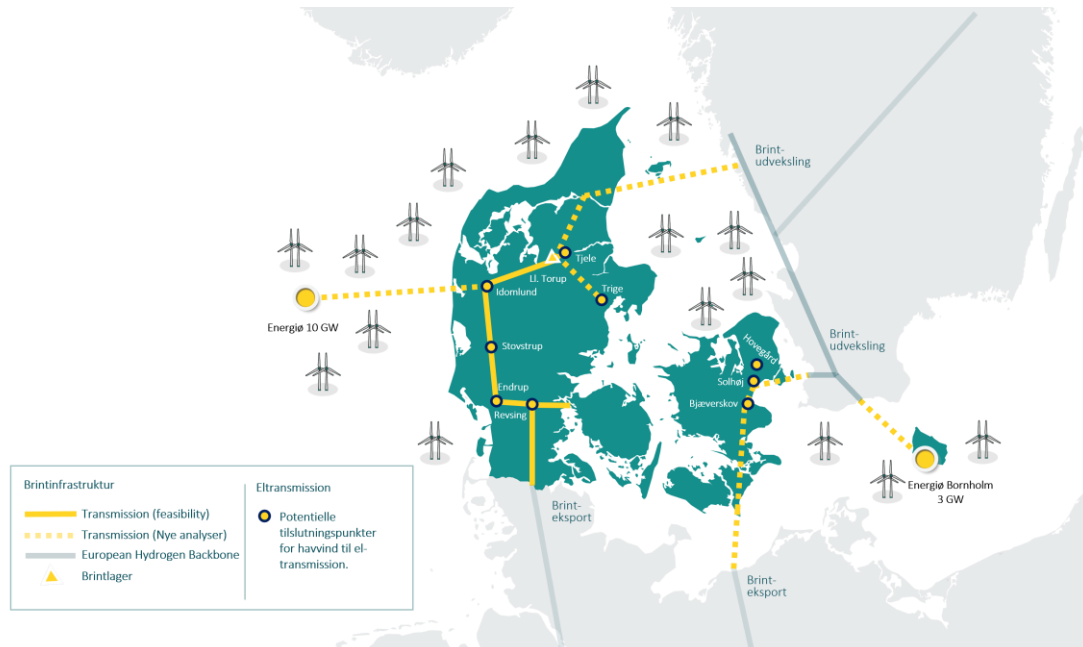 Brint-
udveksling
Tjele
Ll. Torup
Idomlund
Trige
Energiø 10 GW
Stovstrup
Hovegård
Brint-
udveksling
Solhøj
Endrup
Bjæverskov
Revsing
Energiø Bornholm
3 GW
Brint-
eksport
Brint-
eksport
Brintinfrastruktur
Transmission (feasibility)
Transmission (Nye analyser)
European Hydrogen Backbone
Brintlager
Eltransmission
Potentielle
tilslutningspunkter
for havvind til el-
transmission.